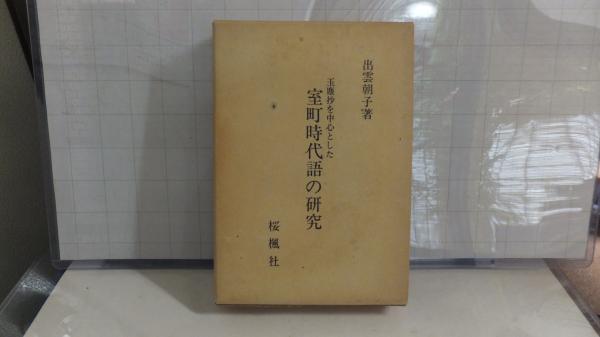 出雲朝子著
玉塵抄を中心とした
室町時代語の研究
桜楓社